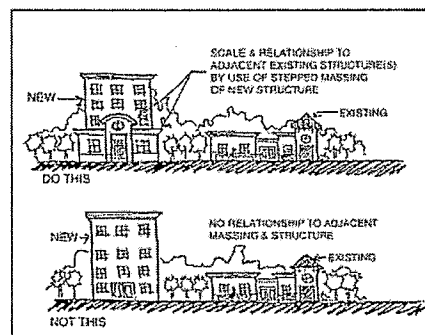 SCALE & RELATIONSHIP TO
ADJACENT EXISTING STRUCTURE(S)
BY USE OF STEPPED MASSING
OF NEW STRUCTURE
NEW
EXISTING
DO THIS
NO RELATIONSHIP TO ADJACENT
MASSING & STRUCTURE
NEW
EXISTING
NOT THIS